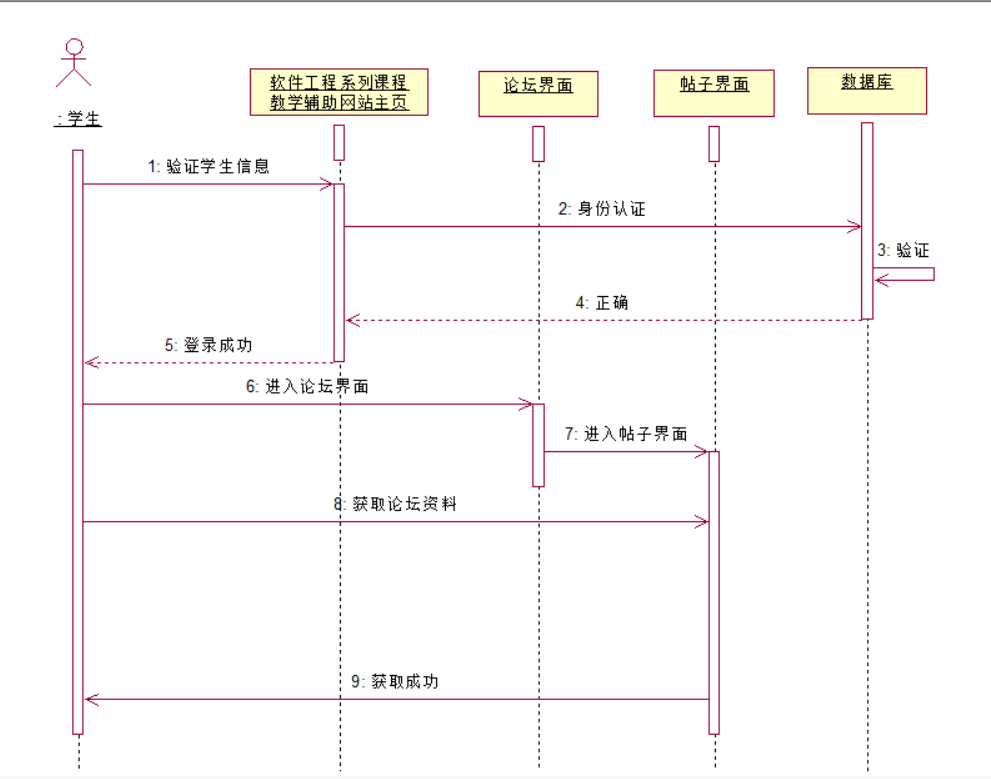 软件工程系列课程
教学辅助网站主页
论坛界面
帖子界面
数据库
: 学生
1: 验证学生信息
2: 身份认证
3: 验证
4: 正确
5: 登录成功
6: 进入论坛界面
7: 进入帖子界面
8: 获取论坛资料
9: 获取成功